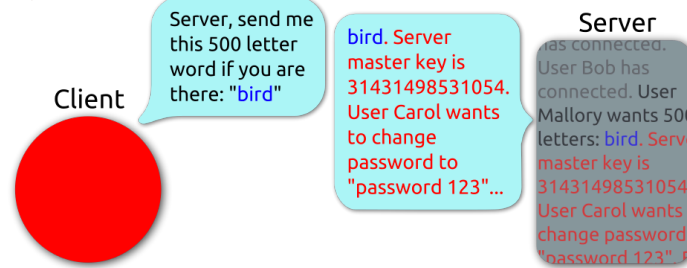 Client
Server, send me
this 500 letter
word if you are
there: "bird"
bird. Server
master key is
31431498531054.
User Carol wants
to change
password to
"password 123"...
Server
has connected.
User Bob has
connected. User
Mallory wants 500
letters: bird. Serve
master key is
31431498531054
User Carol wants
change password
"password 123".